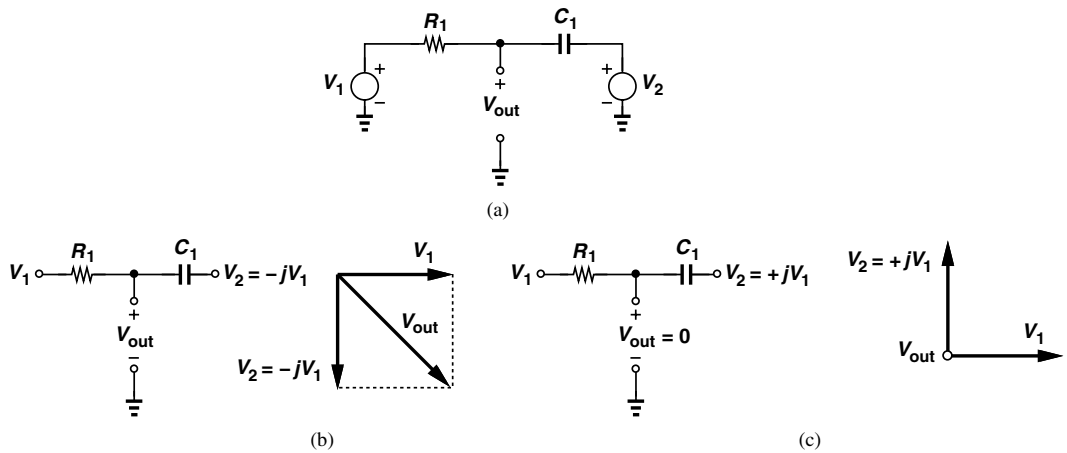 R1
C1
V1
+
−
+
Vout
+
−
V2
(a)
R1
C1
V1
V2 = − jV1
+
Vout
−
V1
Vout
V2 = − jV1
(b)
R1
C1
V1
V2 = + jV1
+
Vout = 0
−
V2 = + jV1
Vout
V1
(c)